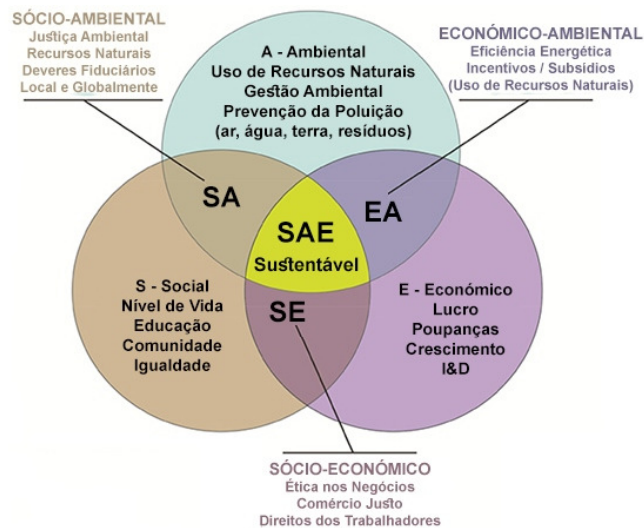 SÓCIO-AMBIENTAL
Justiça Ambiental
Recursos Naturais
Deveres Fiduciários
Local e Globalmente
ECONÓMICO-AMBIENTAL
Eficiência Energética
Incentivos / Subsidios
(Uso de Recursos Naturais)
A - Ambiental
Uso de Recursos Naturais
Gestão Ambiental
Prevenção da Poluição
(ar, água, terra, resíduos)
SA
EA
SAE
Sustentável
S - Social
Nível de Vida
Educação
Comunidade
Igualdade
SE
E - Económico
Lucro
Poupanças
Crescimento
I&D
SÓCIO-ECONÓMICO
Ética nos Negócios
Comércio Justo
Direitos dos Trabalhadores